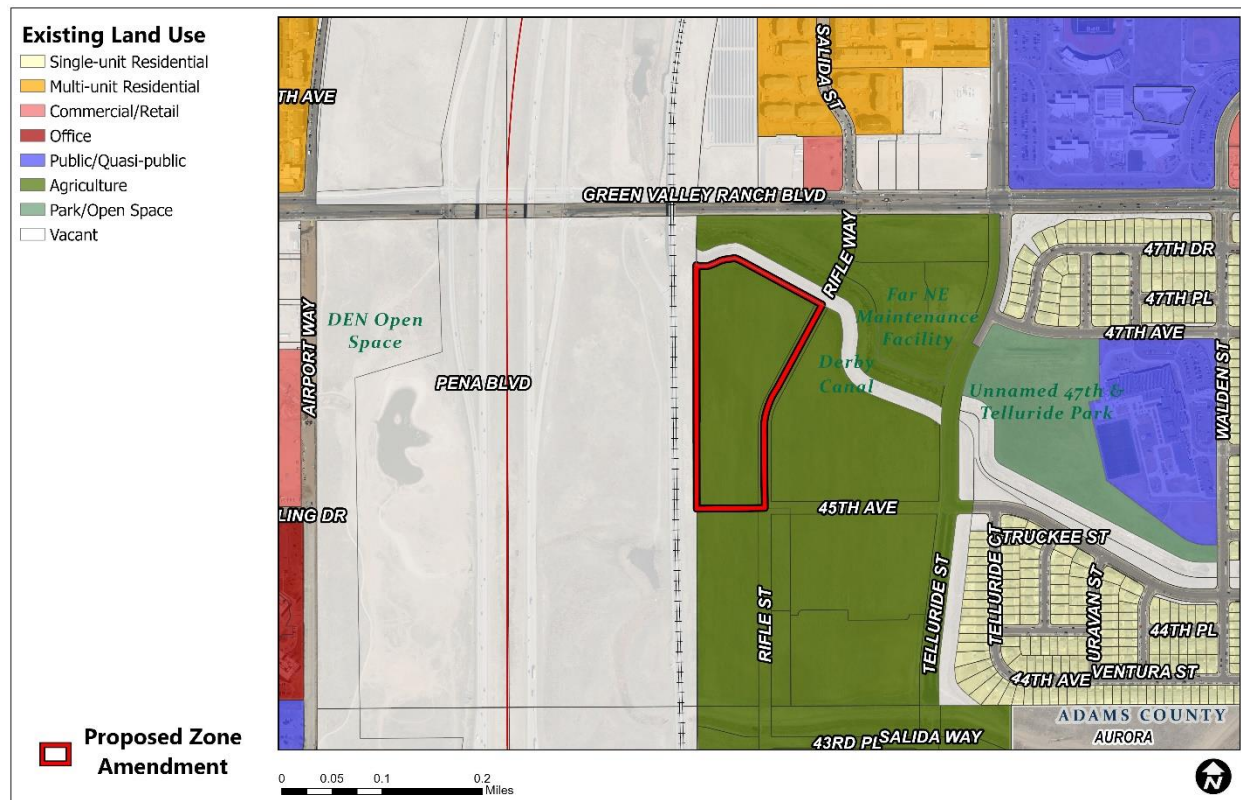 Existing Land Use
Single-unit Residential
Multi-unit Residential
Commercial/Retail
Office
Public/Quasi-public
Agriculture
Park/Open Space
Vacant
Proposed Zone
Amendment
TH AVE
SALIDA ST
GREEN VALLEY RANCH BLVD
RIFLE WAY
47TH DR
47TH PL
47TH AVE
Far NE
Maintenance
Facility
DEN Open
Space
AIRPORT WAY
PENA BLVD
Derby
Canal
Unnamed 47th &
Telluride Park
WALDEN ST
LING DR
45TH AVE
TRUCKEE ST
TELLURIDE CT
URAVAN ST
44TH PL
RIFLE ST
TELLURIDE ST
44TH AVE
VENTURA ST
ADAMS COUNTY
AURORA
43RD PL
SALIDA WAY
0 0.05 0.1 0.2
Miles
N